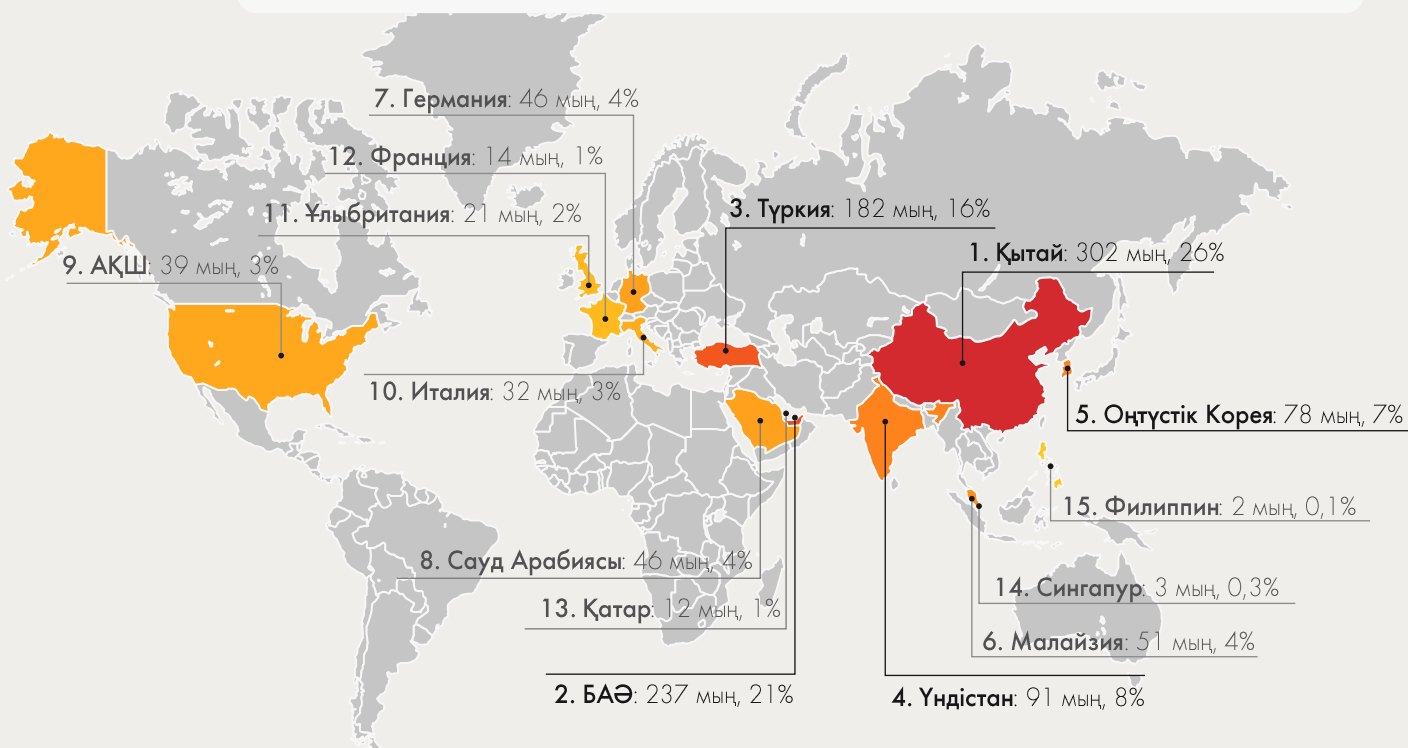 7. Германия: 46 мың, 4%
12. Франция: 14 мың, 1%
11. Ұлыбритания: 21 мың, 2%
3. Түркия: 182 мың, 16%
1. Қытай: 302 мың, 26%
9. АҚШ: 39 мың, 3%
10. Италия: 32 мың, 3%
5. Оңтүстік Корея: 78 мың, 7%
15. Филиппин: 2 мың, 0,1%
8. Сауд Арабиясы: 46 мың, 4%
14. Сингапур: 3 мың, 0,3%
13. Қатар: 12 мың, 1%
6. Малайзия: 51 мың, 4%
2. БАӘ: 237 мың, 21%
4. Үндістан: 91 мың, 8%